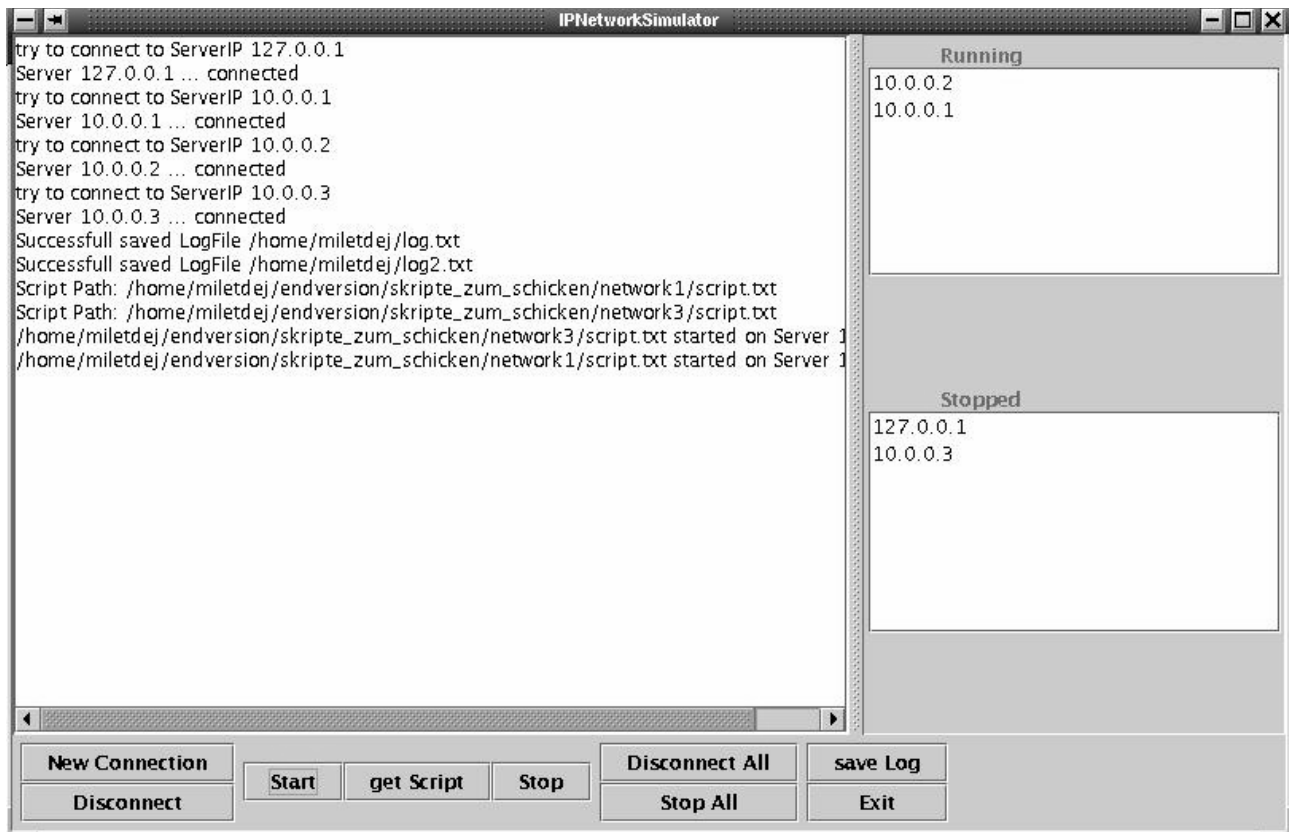 IPNetworkSimulator
try to connect to ServerIP 127.0.0.1
Server 127.0.0.1 ... connected
try to connect to ServerIP 10.0.0.1
Server 10.0.0.1 ... connected
try to connect to ServerIP 10.0.0.2
Server 10.0.0.2 ... connected
try to connect to ServerIP 10.0.0.3
Server 10.0.0.3 ... connected
Successfull saved LogFile /home/miletdej/log.txt
Successfull saved LogFile /home/miletdej/log2.txt
Script Path: /home/miletdej/endversion/skripte_zum_schicken/network1/script.txt
Script Path: /home/miletdej/endversion/skripte_zum_schicken/network3/script.txt
/home/miletdej/endversion/skripte_zum_schicken/network3/script.txt started on Server 1
/home/miletdej/endversion/skripte_zum_schicken/network1/script.txt started on Server 1
Running
10.0.0.2
10.0.0.1
Stopped
127.0.0.1
10.0.0.3
New Connection
Disconnect
Start
get Script
Stop
Disconnect All
Stop All
save Log
Exit